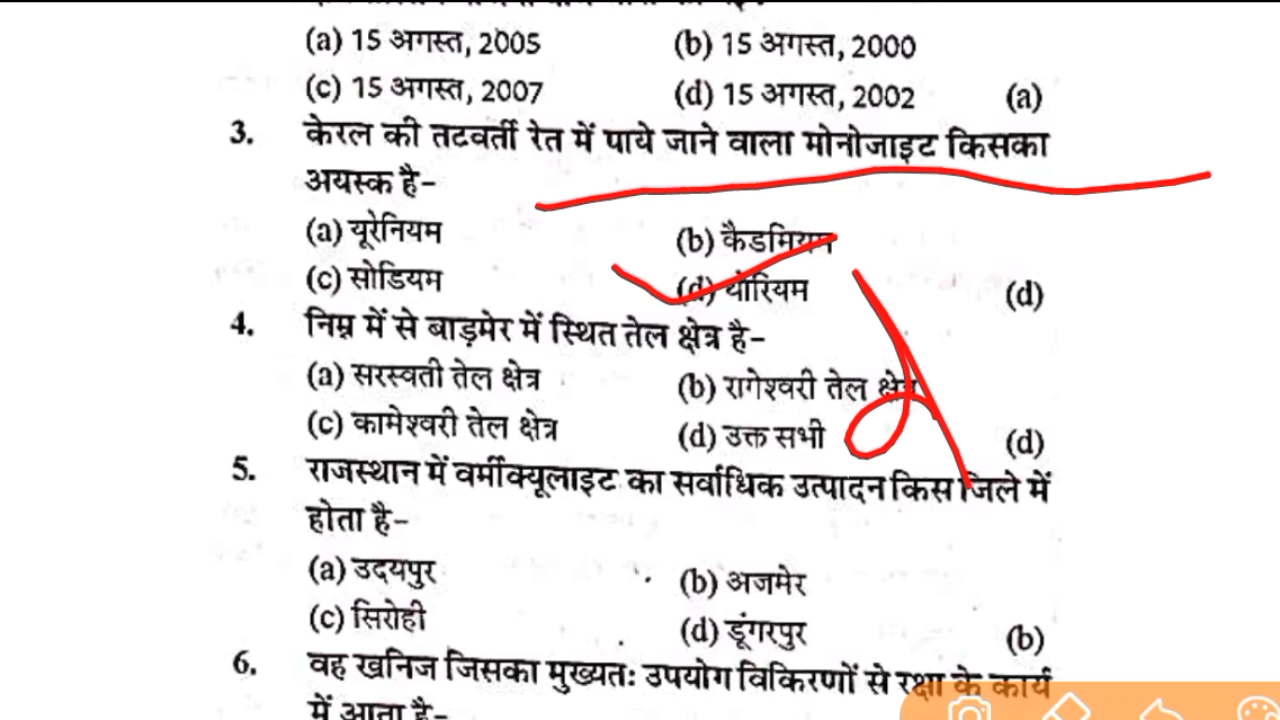 (a) 15 अगस्त, 2005 (b) 15 अगस्त, 2000
(c) 15 अगस्त, 2007 (d) 15 अगस्त, 2002 (a)
3. केरल की तटवर्ती रेत में पाये जाने वाला मोनोजाइट किसका
अयस्क है-
(a) यूरेनियम (b) कैडमियम
(c) सोडियम (d) थोरियम (d)
4. निम्न में से बाड़मेर में स्थित तेल क्षेत्र है-
(a) सरस्वती तेल क्षेत्र (b) रागेश्वरी तेल क्षेत्र
(c) कामेश्वरी तेल क्षेत्र (d) उक्त सभी (d)
5. राजस्थान में वर्मीक्यूलाइट का सर्वाधिक उत्पादन किस जिले में
होता है-
(a) उदयपुर (b) अजमेर
(c) सिरोही (d) डूंगरपुर (b)
6. वह खनिज जिसका मुख्यतः उपयोग विकिरणों से रक्षा के कार्य
में आता है-